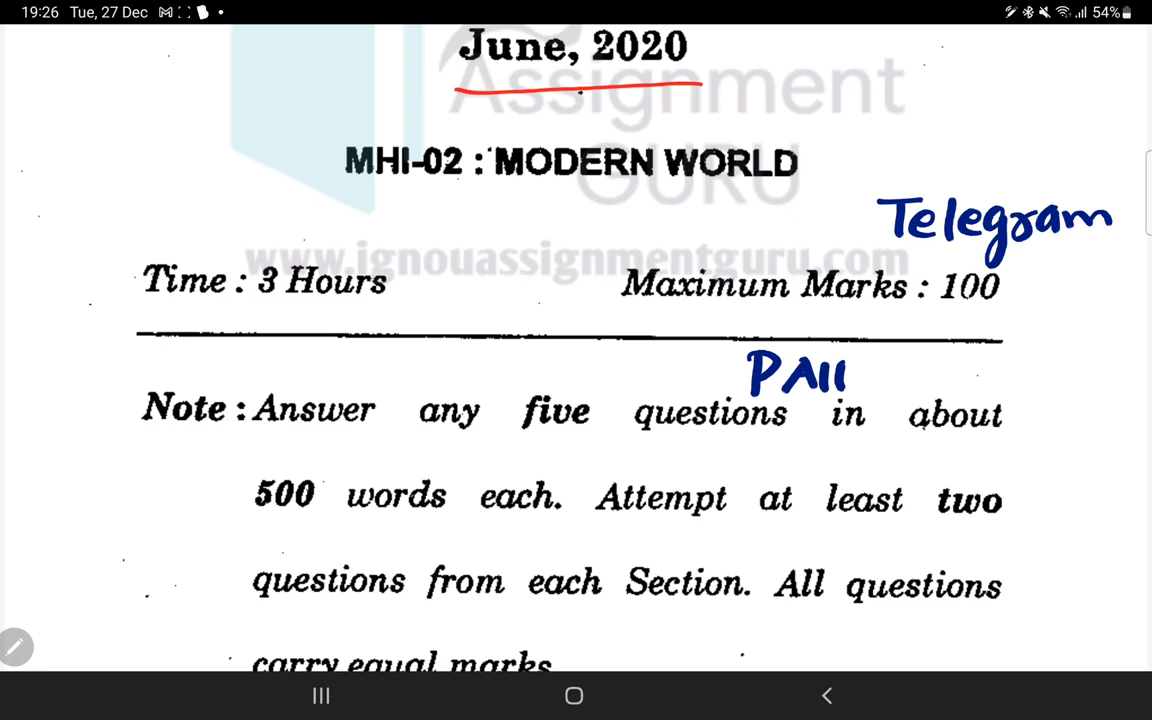 19:26 Tue, 27 Dec
54%
June, 2020
Assignment
MHI-02 : MODERN WORLD
GURU
Telegram
www.ignouassignmentguru.com
Time : 3 Hours Maximum Marks : 100
PAll
Note : Answer any five questions in about
500 words each. Attempt at least two
questions from each Section. All questions
carry equal marks